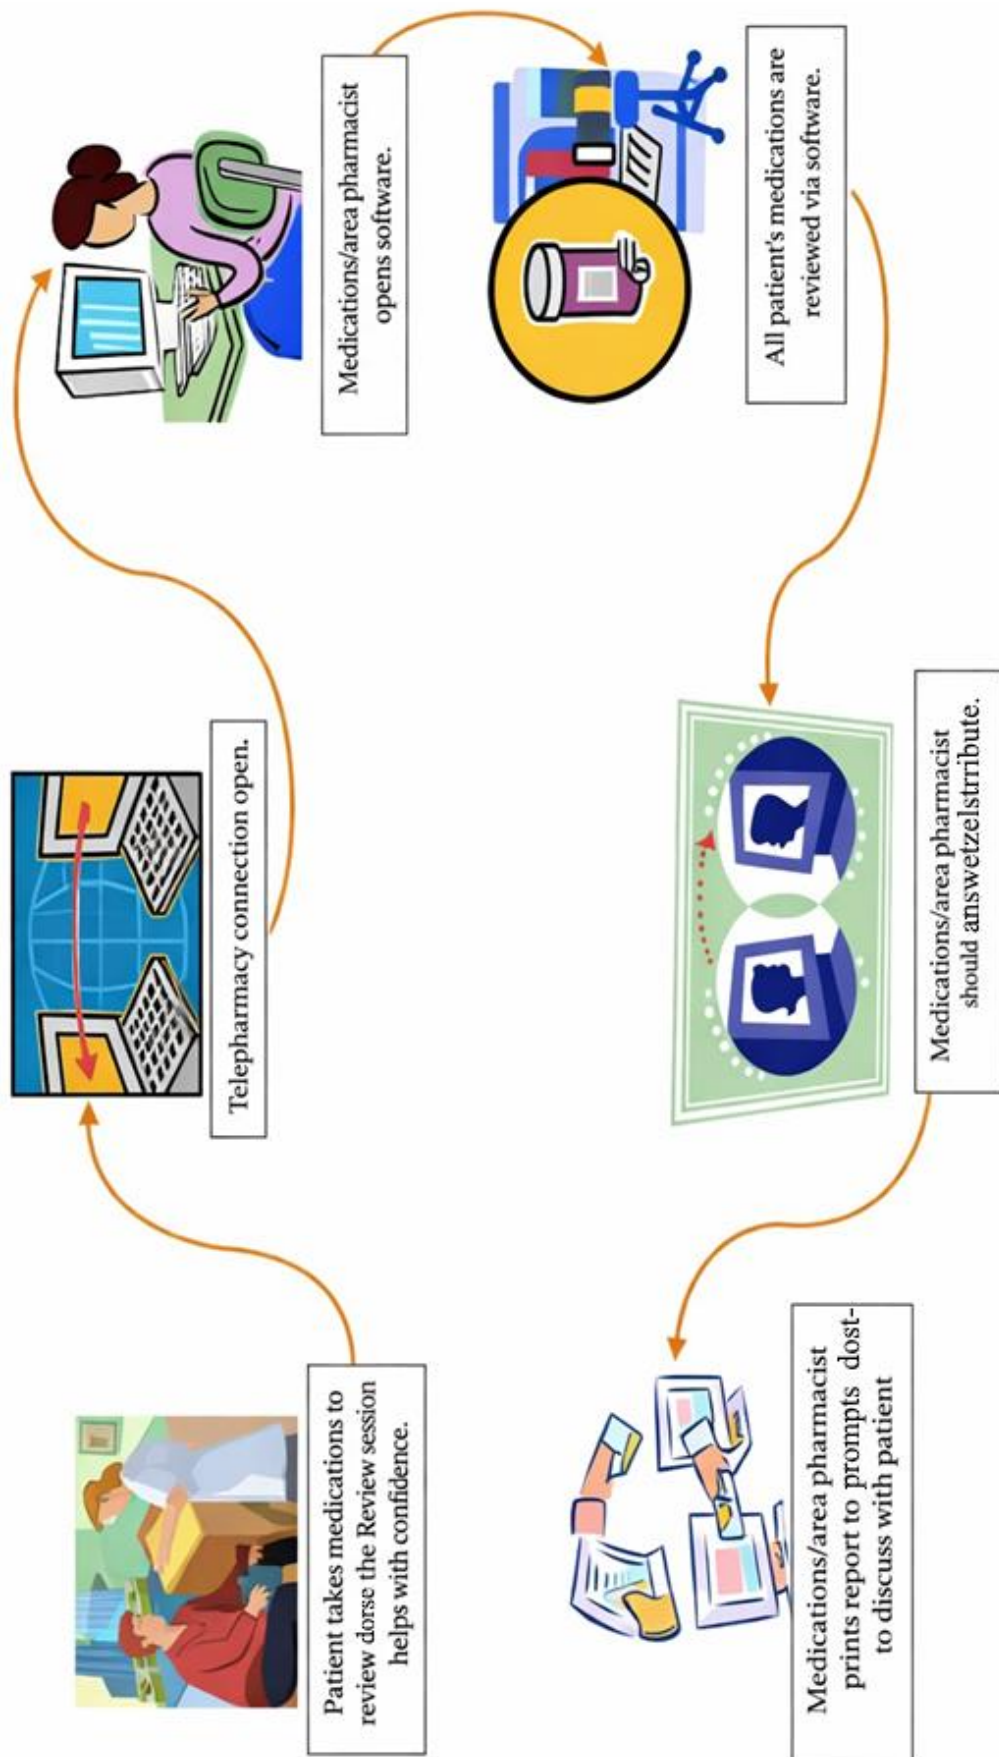 Patient takes medications to
review dorse the Review session
helps with confidence.
Telepharmacy connection open.
Medications/area pharmacist
opens software.
All patient's medications are
reviewed via software.
Medications/area pharmacist
should answetzelstrribute.
Medications/area pharmacist
prints report to prompts dost-
to discuss with patient